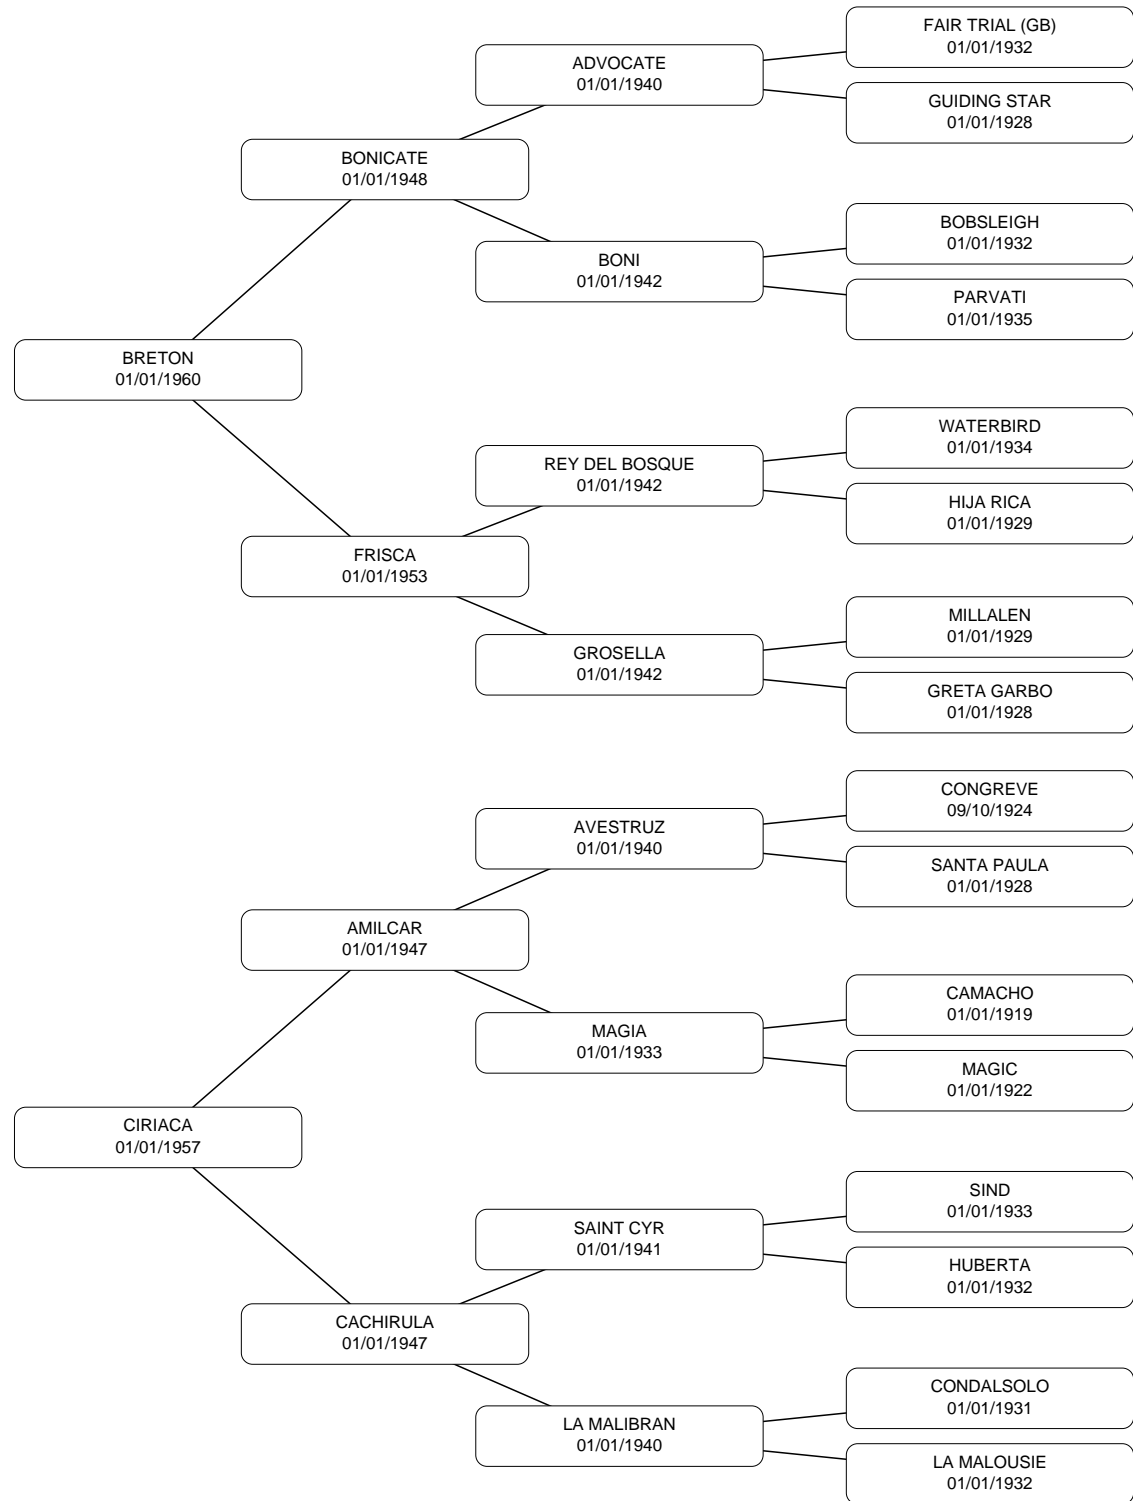 FAIR TRIAL (GB)
01/01/1932
ADVOCATE
01/01/1940
GUIDING STAR
01/01/1928
BONICATE
01/01/1948
BOBSLEIGH
01/01/1932
BONI
01/01/1942
PARVATI
01/01/1935
BRETON
01/01/1960
WATERBIRD
01/01/1934
REY DEL BOSQUE
01/01/1942
HIJA RICA
01/01/1929
FRISCA
01/01/1953
MILLALEN
01/01/1929
GROSELLA
01/01/1942
GRETA GARBO
01/01/1928
CONGREVE
09/10/1924
AVESTRUZ
01/01/1940
SANTA PAULA
01/01/1928
AMILCAR
01/01/1947
CAMACHO
01/01/1919
MAGIA
01/01/1933
MAGIC
01/01/1922
CIRIACA
01/01/1957
SIND
01/01/1933
SAINT CYR
01/01/1941
HUBERTA
01/01/1932
CACHIRULA
01/01/1947
CONDALSOLO
01/01/1931
LA MALIBRAN
01/01/1940
LA MALOUSIE
01/01/1932